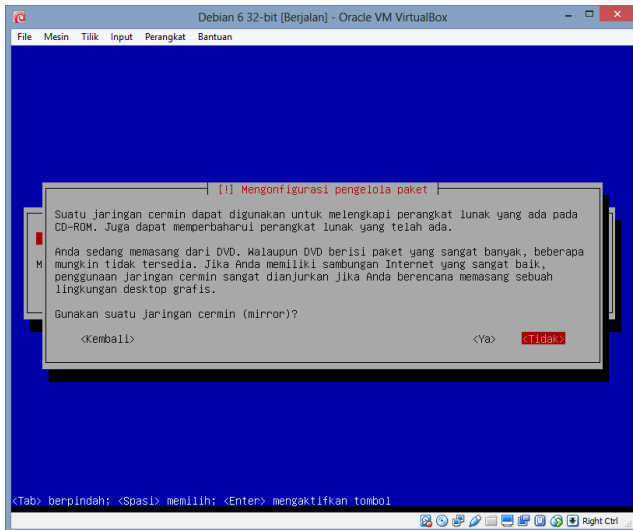 Debian 6 32-bit [Berjalan] - Oracle VM VirtualBox
File Mesin Tilik Input Perangkat Bantuan
[!] Mengonfigurasi pengelola paket
Suatu jaringan cermin dapat digunakan untuk melengkapi perangkat lunak yang ada pada
CD-ROM. Juga dapat memperbaharui perangkat lunak yang telah ada.
Anda sedang memasang dari DVD. Walaupun DVD berisi paket yang sangat banyak, beberapa
mungkin tidak tersedia. Jika Anda memiliki sambungan Internet yang sangat baik,
penggunaan jaringan cermin sangat dianjurkan jika Anda berencana memasang sebuah
lingkungan desktop grafis.
Gunakan suatu jaringan cermin (mirror)?
<Kembali> <Ya> <Tidak>
M
<Tab> berpindah; <Spasi> memilih; <Enter> mengaktifkan tombol
Right Ctrl